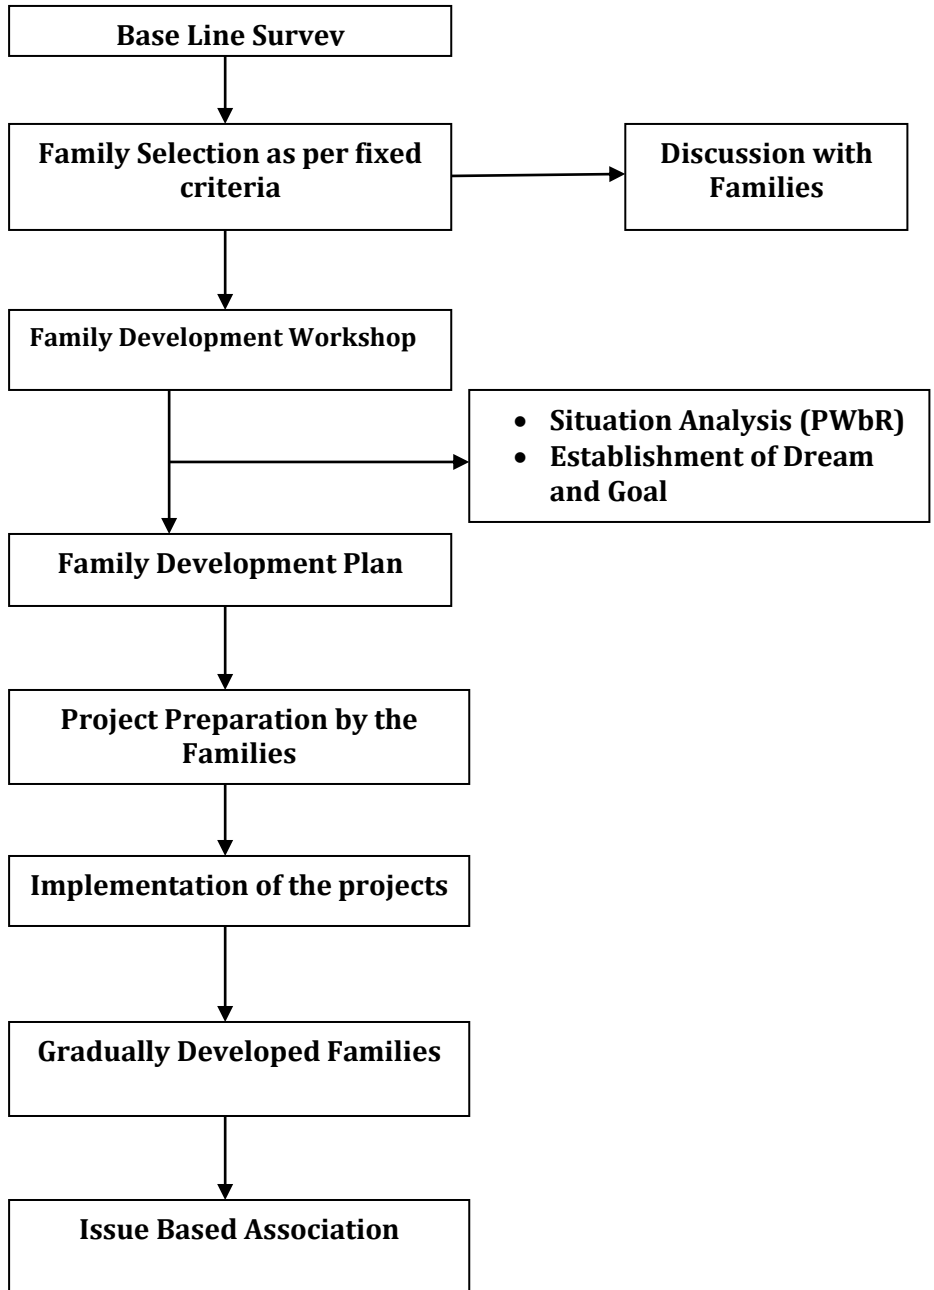 Base Line Survey
Family Selection as per fixed
criteria
Discussion with
Families
Family Development Workshop
• Situation Analysis (PWbR)
• Establishment of Dream
and Goal
Family Development Plan
Project Preparation by the
Families
Implementation of the projects
Gradually Developed Families
Issue Based Association